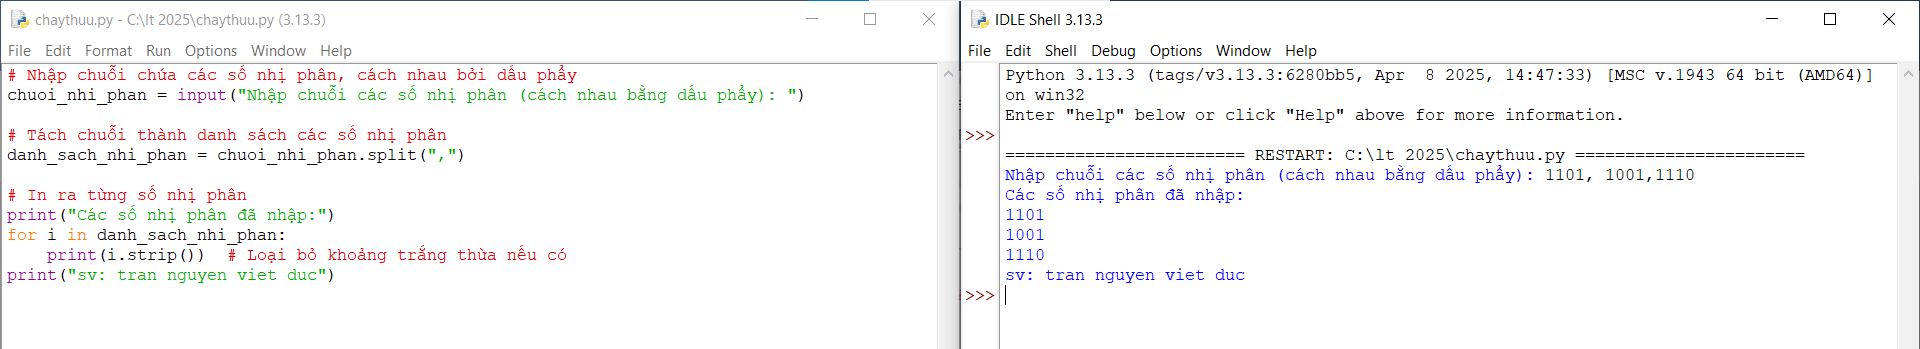 chaythuu.py - C:\lt 2025\chaythuu.py (3.13.3)
File Edit Format Run Options Window Help
# Nhập chuỗi chứa các số nhị phân, cách nhau bởi dấu phẩy
chuoi_nhi_phan = input("Nhập chuỗi các số nhị phân (cách nhau bằng dấu phẩy): ")
# Tách chuỗi thành danh sách các số nhị phân
danh_sach_nhi_phan = chuoi_nhi_phan.split(",")
# In ra từng số nhị phân
print("Các số nhị phân đã nhập:")
for i in danh_sach_nhi_phan:
    print(i.strip())  # Loại bỏ khoảng trắng thừa nếu có
print("sv: tran nguyen viet duc")
IDLE Shell 3.13.3
File Edit Shell Debug Options Window Help
Python 3.13.3 (tags/v3.13.3:6280bb5, Apr  8 2025, 14:47:33) [MSC v.1943 64 bit (AMD64)]
on win32
Enter "help" below or click "Help" above for more information.
>>>
======================== RESTART: C:\lt 2025\chaythuu.py =======================
Nhập chuỗi các số nhị phân (cách nhau bằng dấu phẩy): 1101, 1001,1110
Các số nhị phân đã nhập:
1101
1001
1110
sv: tran nguyen viet duc
>>>